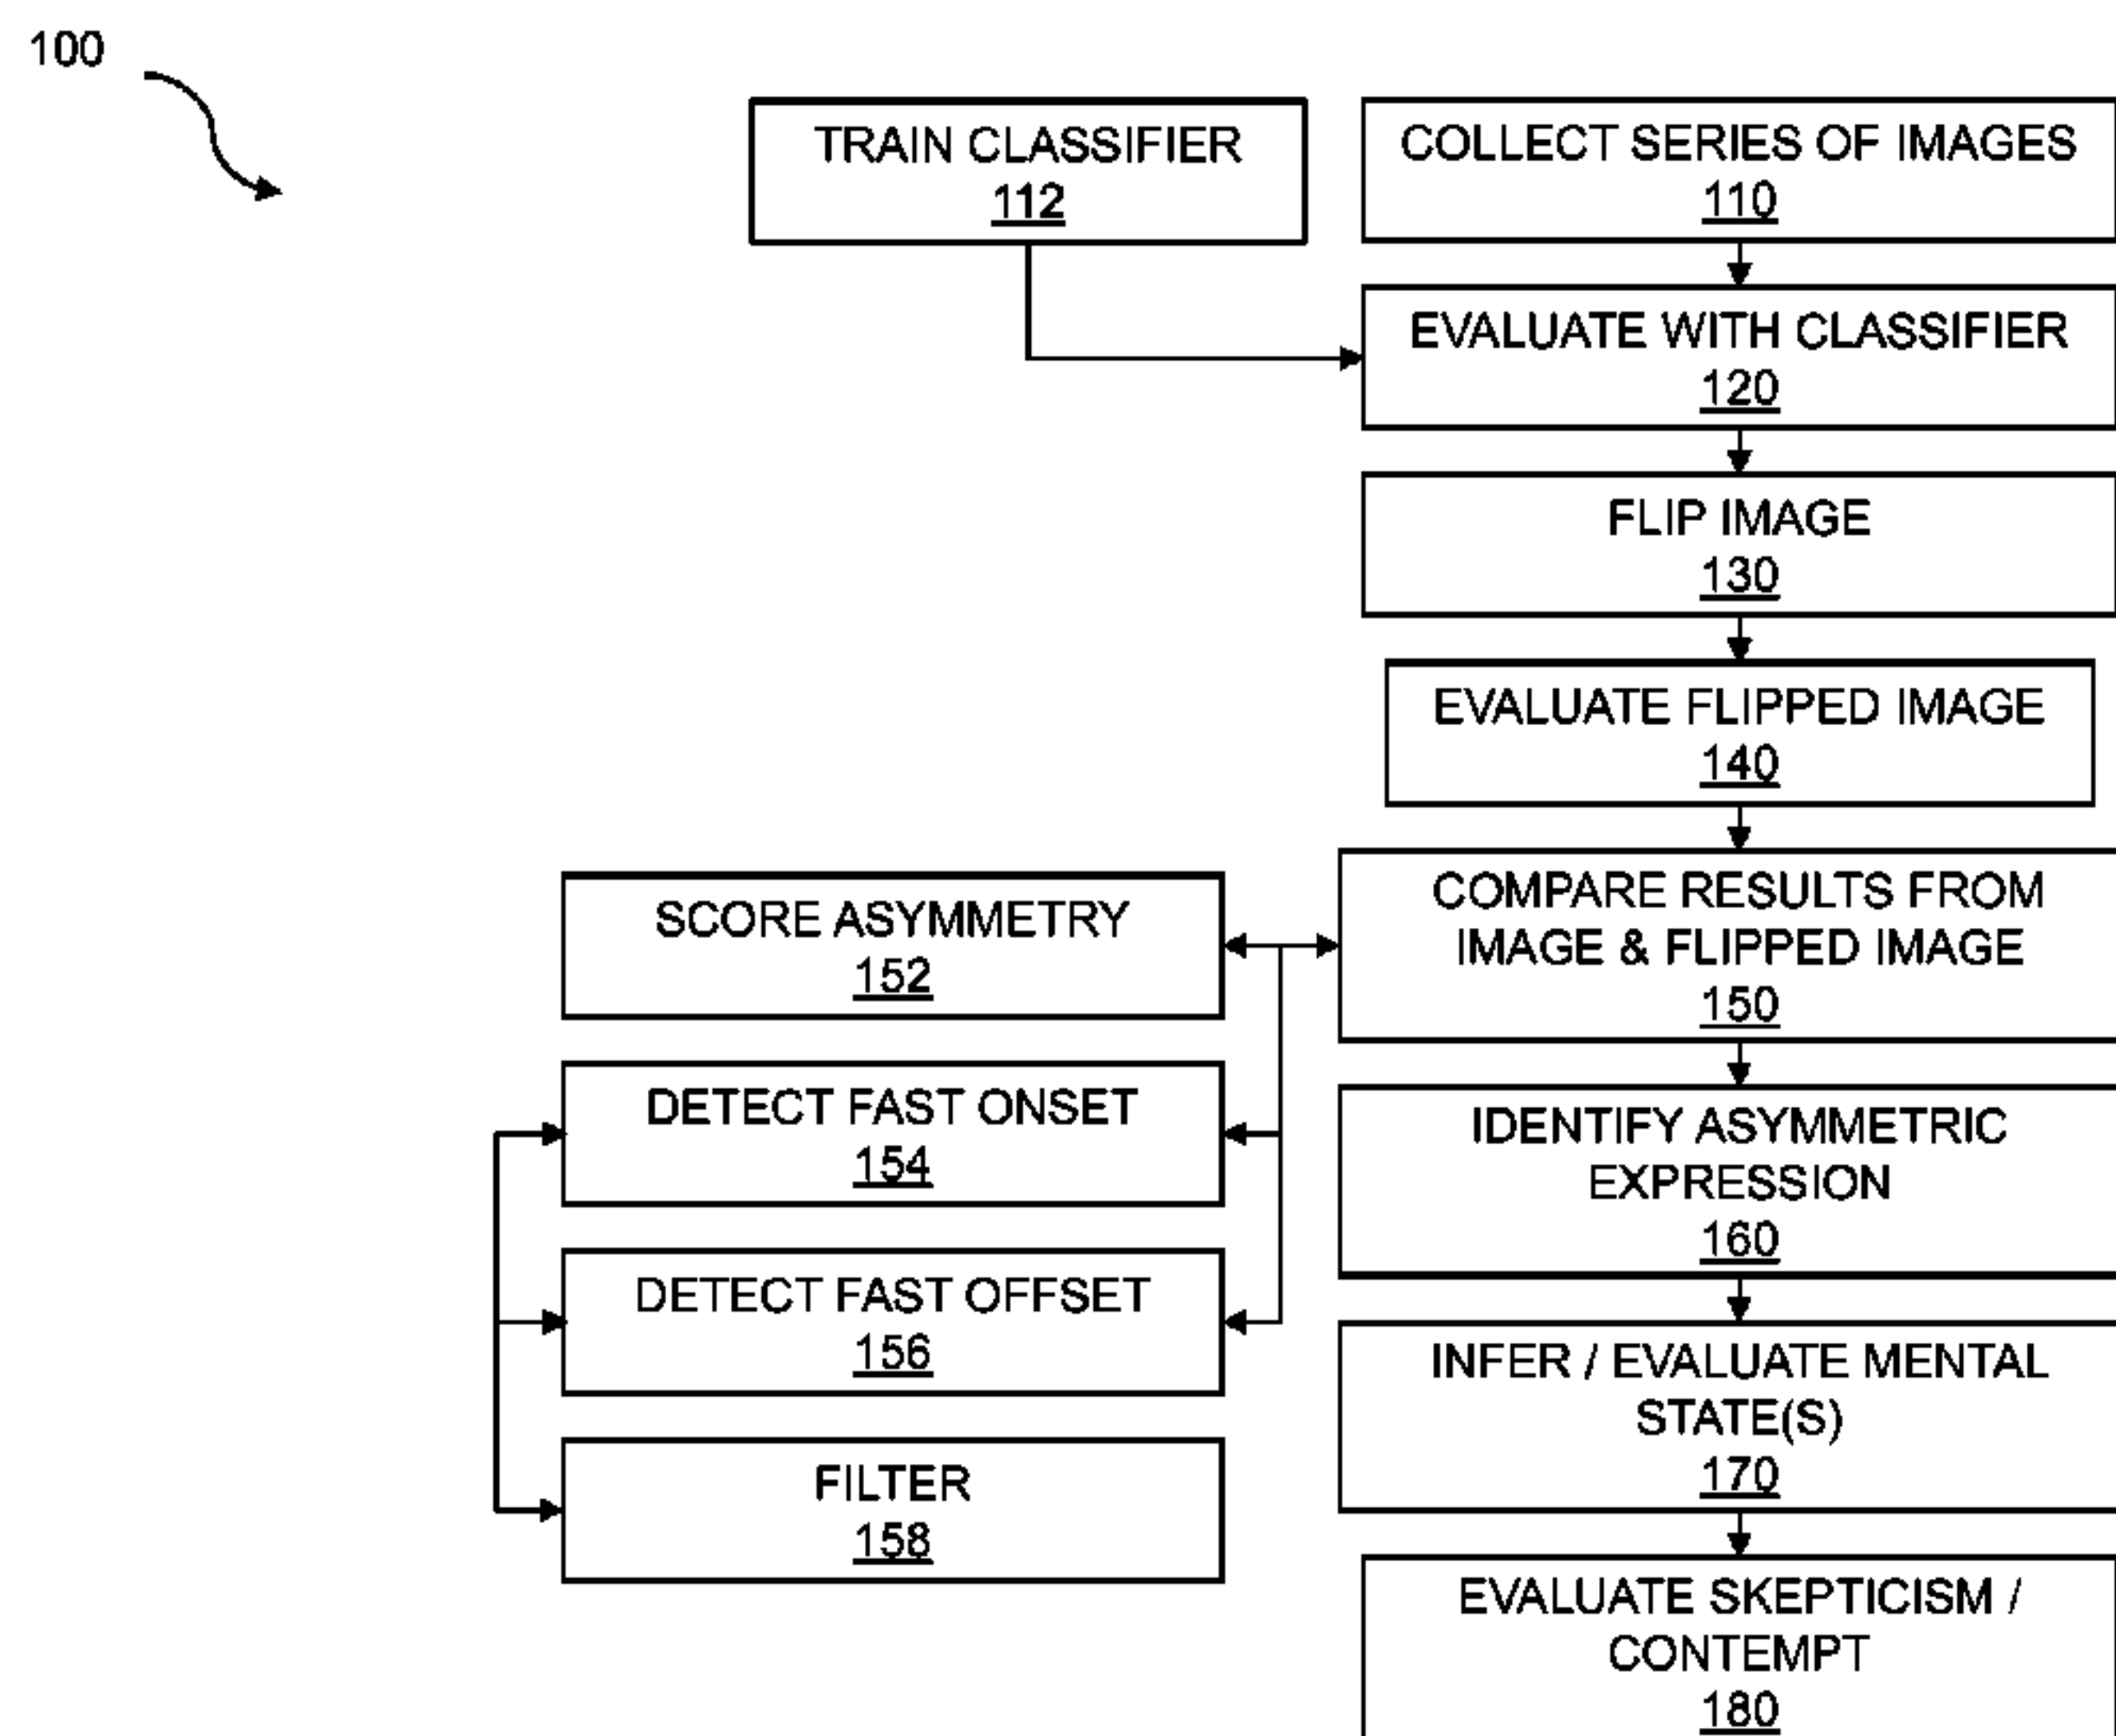 100
TRAIN CLASSIFIER
112
COLLECT SERIES OF IMAGES
110
EVALUATE WITH CLASSIFIER
120
FLIP IMAGE
130
EVALUATE FLIPPED IMAGE
140
COMPARE RESULTS FROM
IMAGE & FLIPPED IMAGE
150
SCORE ASYMMETRY
152
DETECT FAST ONSET
154
DETECT FAST OFFSET
156
FILTER
158
IDENTIFY ASYMMETRIC
EXPRESSION
160
INFER / EVALUATE MENTAL
STATE(S)
170
EVALUATE SKEPTICISM /
CONTEMPT
180